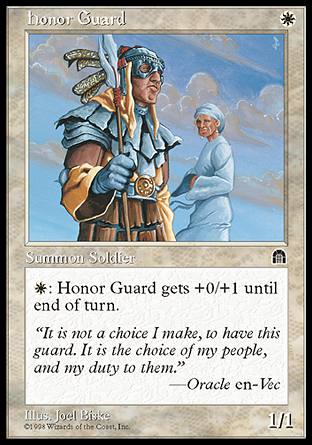 Honor Guard
Summon Soldier
: Honor Guard gets +0/+1 until
end of turn.
“It is not a choice I make, to have this
guard. It is the choice of my people,
and my duty to them.”
—Oracle en-Vec
Illus. Joel Biske
©1998 Wizards of the Coast, Inc.
1/1